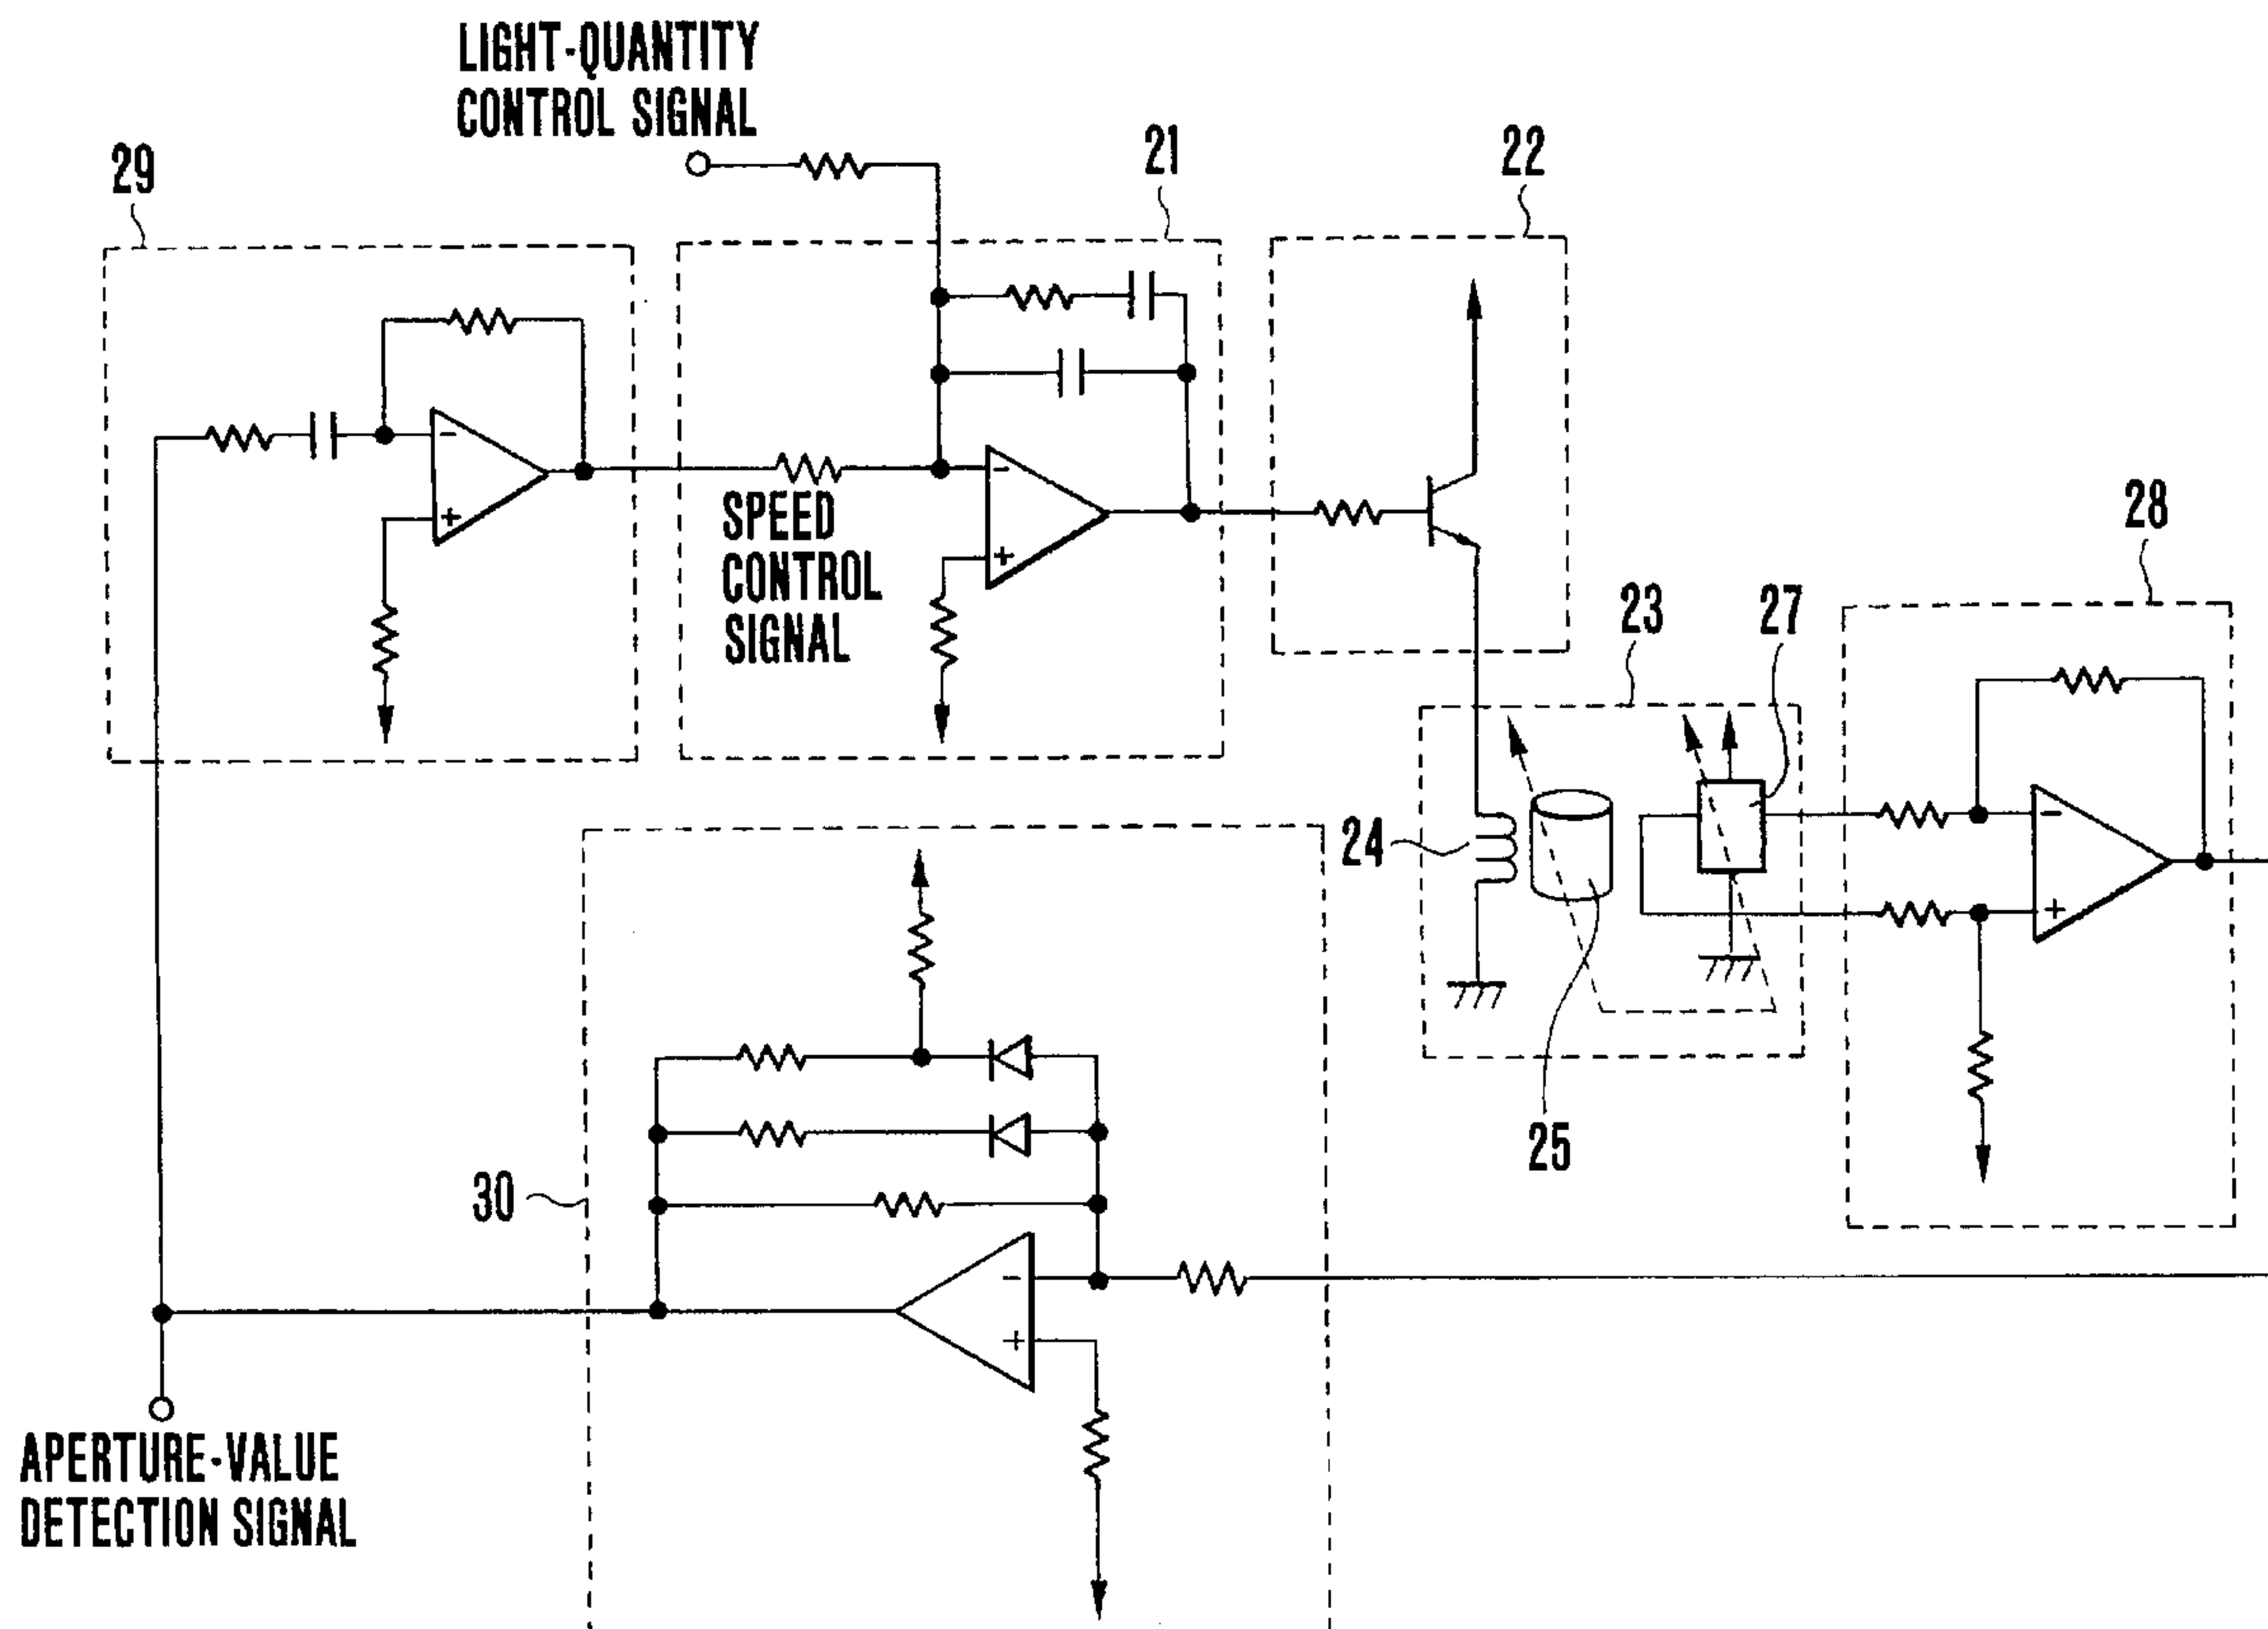 LIGHT-QUANTITY
CONTROL SIGNAL
29
21
22
SPEED
CONTROL
SIGNAL
28
23
27
24
25
30
APERTURE-VALUE
DETECTION SIGNAL